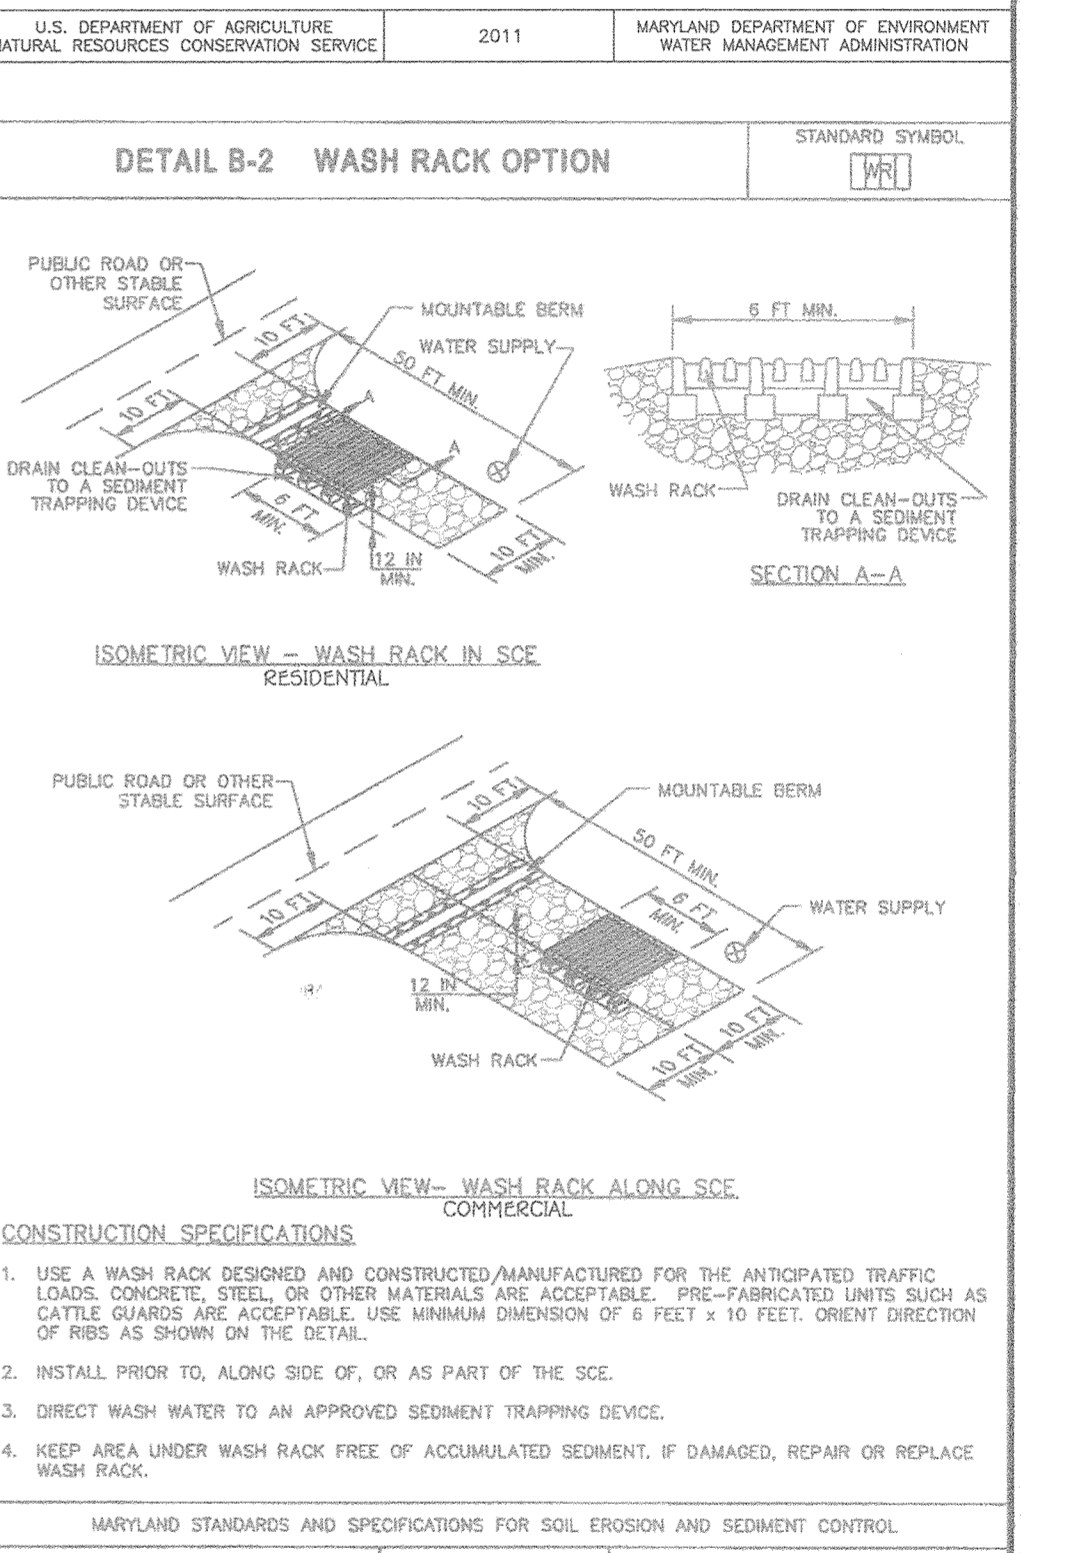 U.S. DEPARTMENT OF AGRICULTURE
NATURAL RESOURCES CONSERVATION SERVICE
2011
MARYLAND DEPARTMENT OF ENVIRONMENT
WATER MANAGEMENT ADMINISTRATION
DETAIL B-2 WASH RACK OPTION
STANDARD SYMBOL
WR
PUBLIC ROAD OR
OTHER STABLE
SURFACE
10 FT
10 FT
MOUNTABLE BERM
WATER SUPPLY
50 FT MIN.
A
A
DRAIN CLEAN-OUTS
TO A SEDIMENT
TRAPPING DEVICE
6 FT
MIN.
WASH RACK
12 IN
MIN.
10 FT
MIN.
6 FT MIN.
WASH RACK
DRAIN CLEAN-OUTS
TO A SEDIMENT
TRAPPING DEVICE
SECTION A-A
ISOMETRIC VIEW - WASH RACK IN SCE
RESIDENTIAL
PUBLIC ROAD OR OTHER
STABLE SURFACE
10 FT
10 FT
MOUNTABLE BERM
50 FT MIN.
6 FT
MIN.
WATER SUPPLY
12 IN
MIN.
WASH RACK
10 FT
MIN.
10 FT
MIN.
ISOMETRIC VIEW- WASH RACK ALONG SCE
COMMERCIAL
CONSTRUCTION SPECIFICATIONS
1. USE A WASH RACK DESIGNED AND CONSTRUCTED/MANUFACTURED FOR THE ANTICIPATED TRAFFIC
LOADS. CONCRETE, STEEL, OR OTHER MATERIALS ARE ACCEPTABLE. PRE-FABRICATED UNITS SUCH AS
CATTLE GUARDS ARE ACCEPTABLE. USE MINIMUM DIMENSION OF 6 FEET x 10 FEET. ORIENT DIRECTION
OF RIBS AS SHOWN ON THE DETAIL.
2. INSTALL PRIOR TO, ALONG SIDE OF, OR AS PART OF THE SCE.
3. DIRECT WASH WATER TO AN APPROVED SEDIMENT TRAPPING DEVICE.
4. KEEP AREA UNDER WASH RACK FREE OF ACCUMULATED SEDIMENT. IF DAMAGED, REPAIR OR REPLACE
WASH RACK.
MARYLAND STANDARDS AND SPECIFICATIONS FOR SOIL EROSION AND SEDIMENT CONTROL